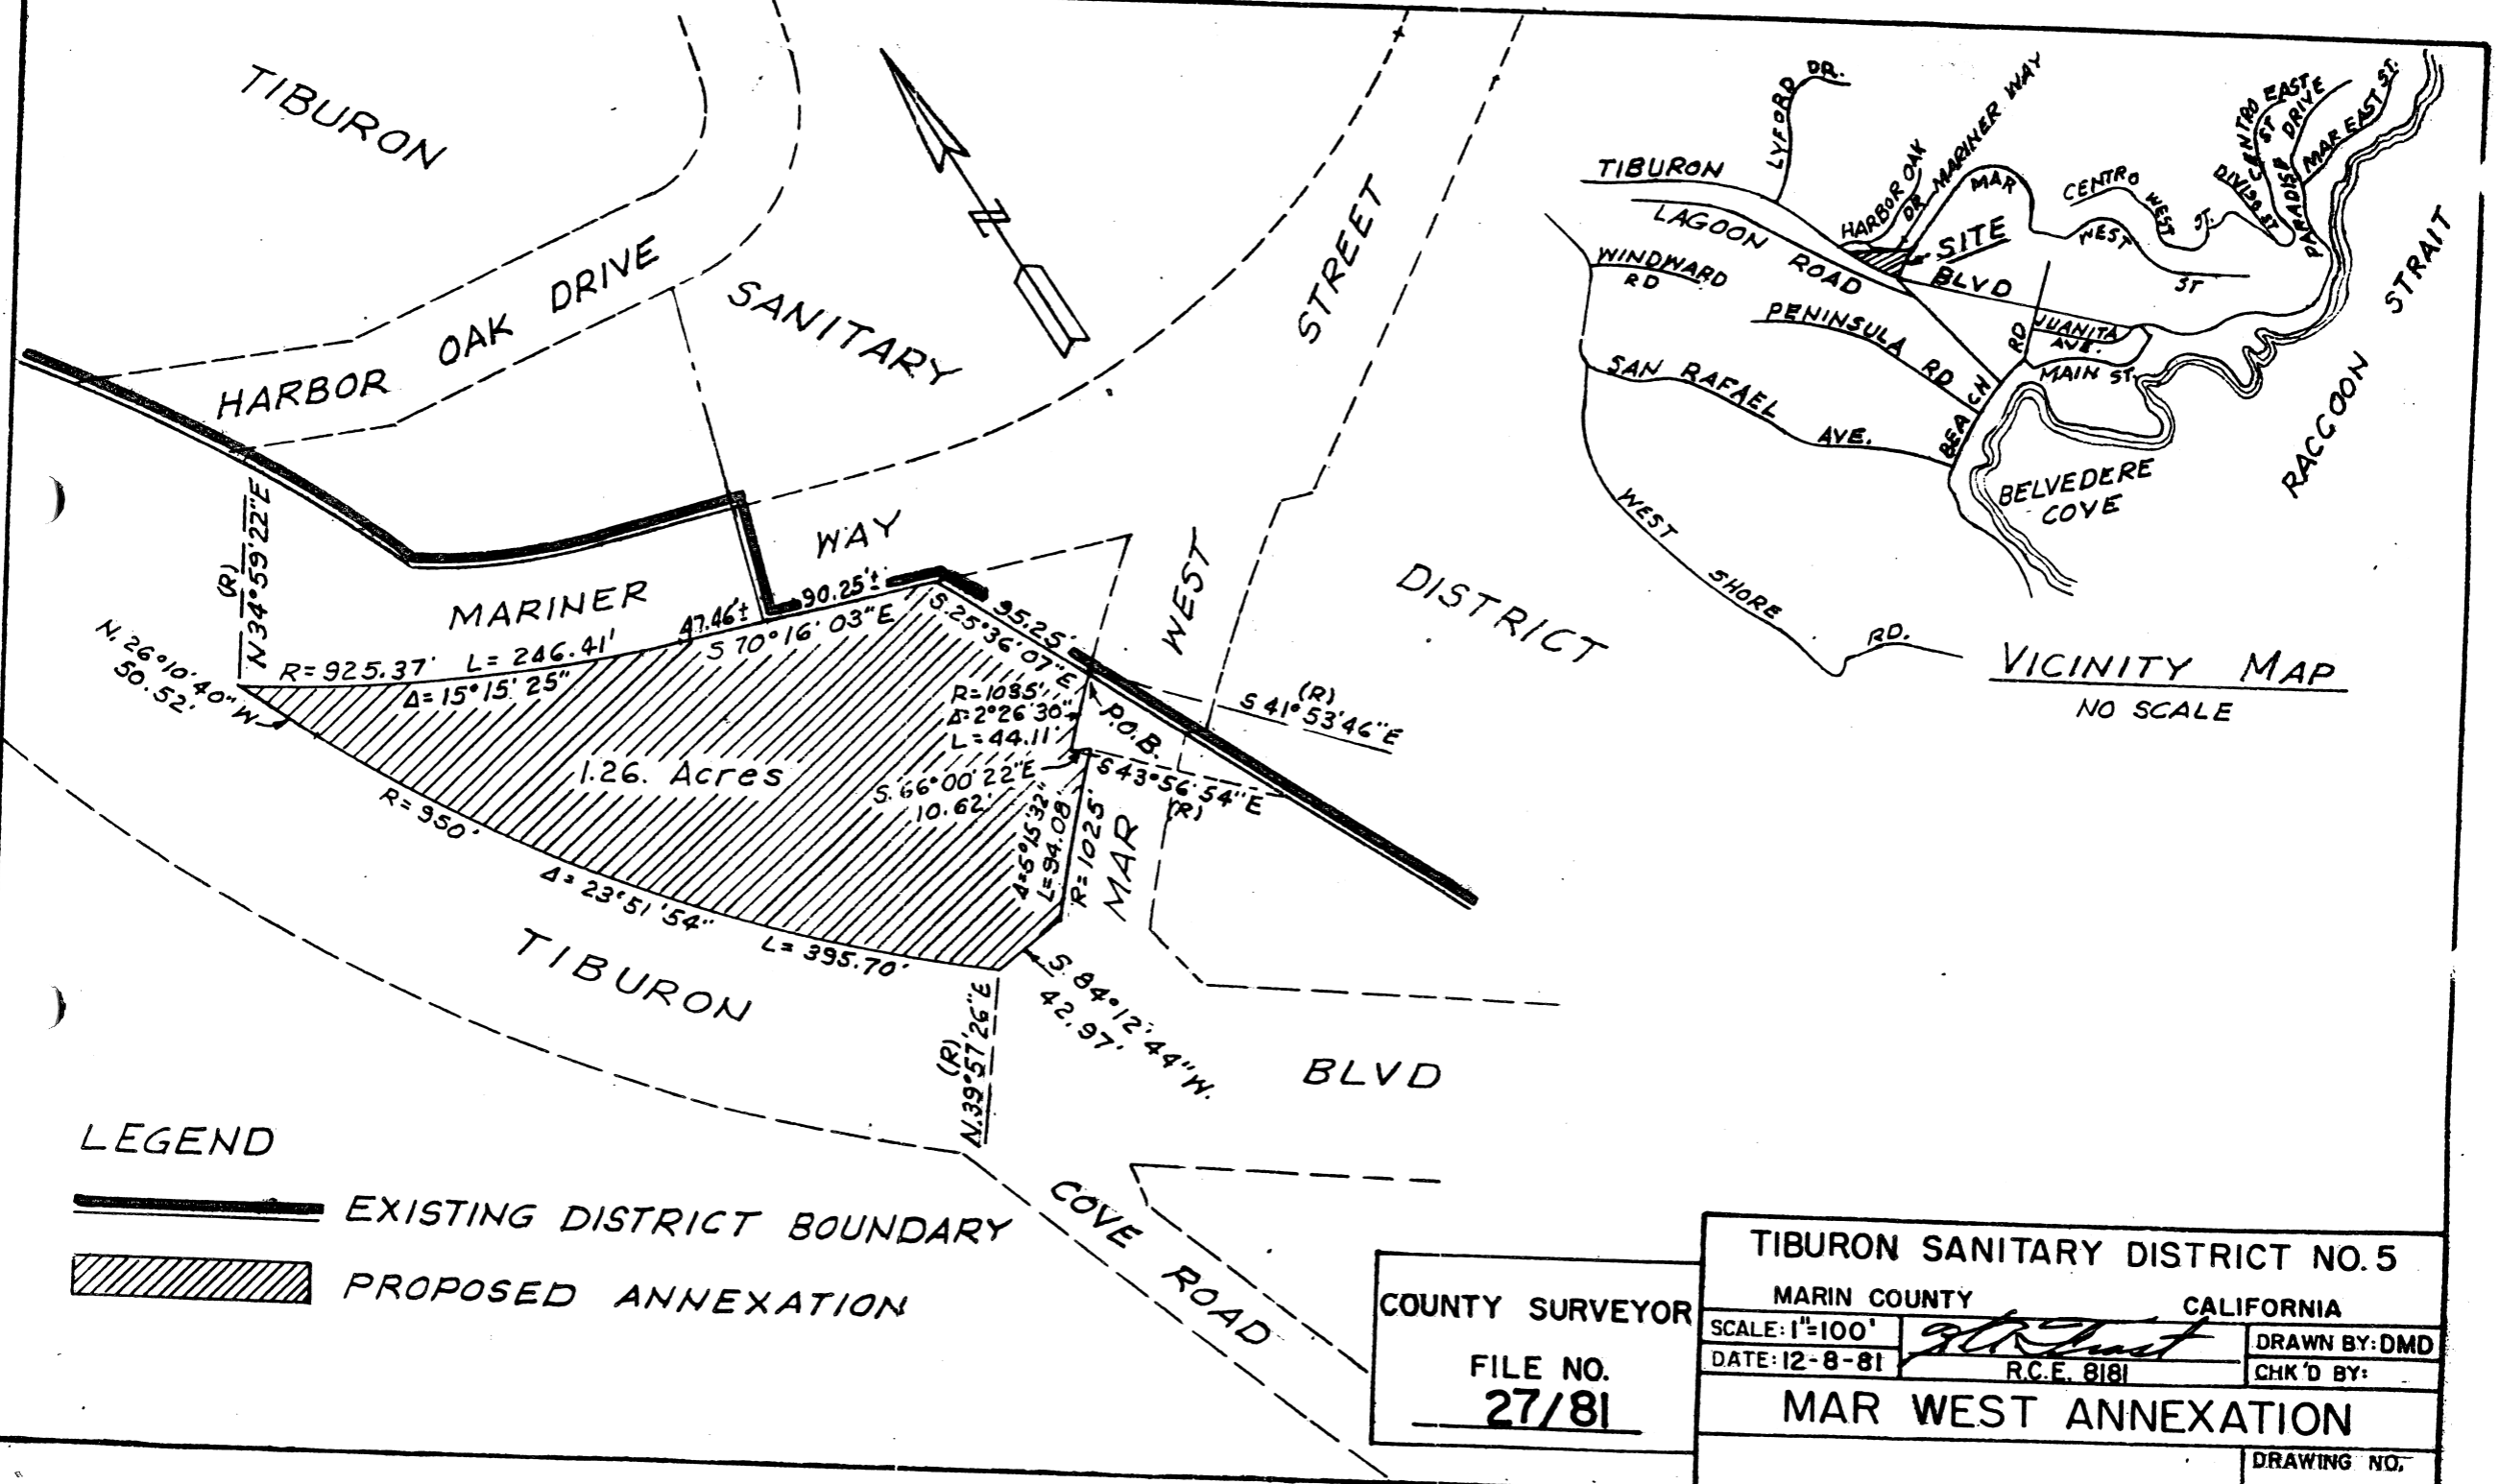 TIBURON
HARBOR OAK DRIVE
SANITARY
STREET
WEST
DISTRICT
MARINER WAY
N
(R)
N34°59'22"E
N.26°10'40"W
50.52'
R=925.37' L=246.41'
Δ=15°15'25"
47.46'±
90.25'±
S70°16'03"E
95.25'
S.25°36'07"E
R=1035'
Δ=2°26'30"
L=44.11'
P.O.B.
(R)
S41°53'46"E
S.66°00'22"E
10.62'
S43°56'54"E
(R)
1.26. Acres
L=94.08'
R=1025'
MAR
R=950'
Δ=23°51'54"
L=395.70'
S.84°12'44"W.
42.97'
(R)
N.39°57'26"E
TIBURON
BLVD
COVE ROAD
LEGEND
EXISTING DISTRICT BOUNDARY
PROPOSED ANNEXATION
LYFORD DR.
TIBURON
HARBOR OAK DR
MARINER WAY
MAR
WEST
ST
CENTRO WEST ST.
DIVISO ST
CENTRO EAST ST
PARADISE DRIVE
MAR EAST ST.
LAGOON ROAD
SITE
BLVD
WINDWARD
RD
PENINSULA RD
SAN RAFAEL AVE.
BEACH RD
JUANITA
AVE.
MAIN ST.
BELVEDERE
COVE
RACCOON STRAIT
WEST SHORE RD.
VICINITY MAP
NO SCALE
COUNTY SURVEYOR
FILE NO.
27/81
TIBURON SANITARY DISTRICT NO. 5
MARIN COUNTY CALIFORNIA
SCALE: 1"=100'
DATE: 12-8-81
R.C.E. 8181
DRAWN BY: DMD
CHK'D BY:
MAR WEST ANNEXATION
DRAWING NO.